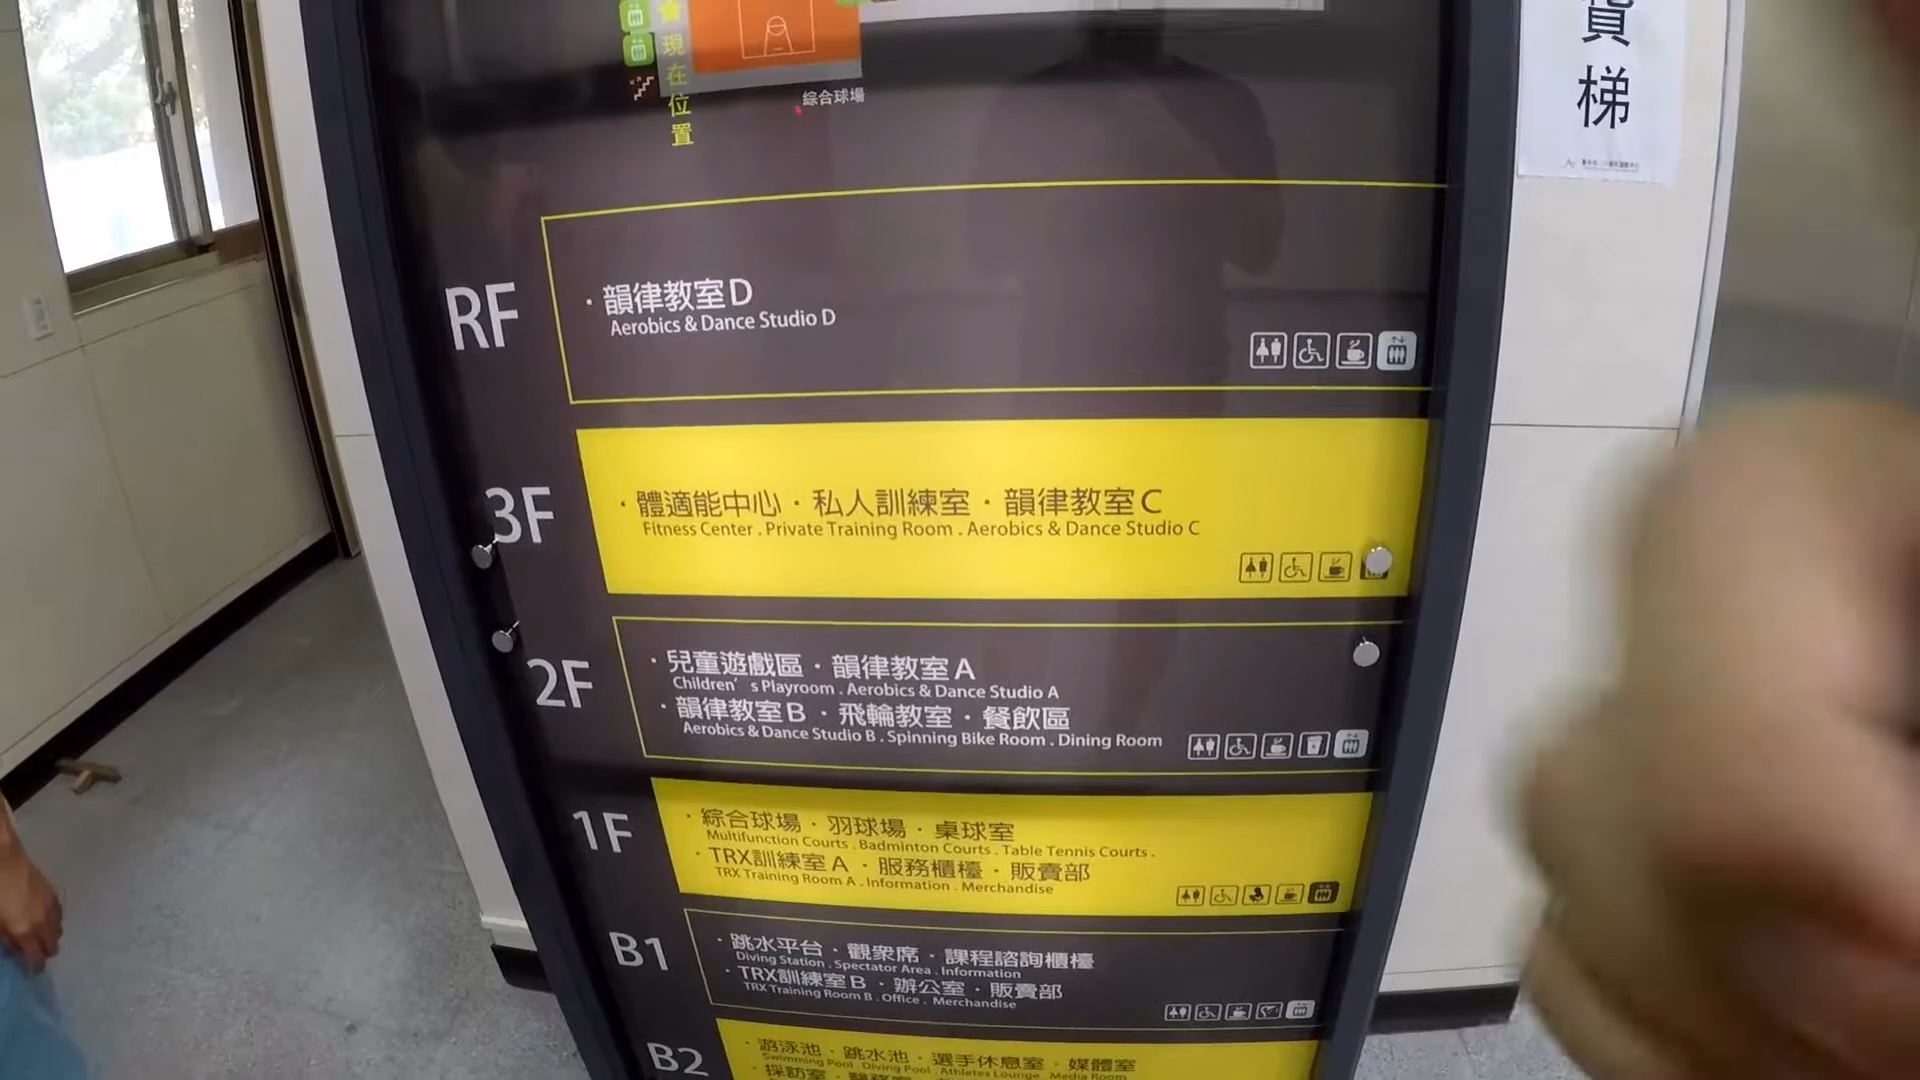 現在位置
綜合球場
貨梯
RF
・韻律教室D
Aerobics & Dance Studio D
3F
・體適能中心・私人訓練室・韻律教室C
Fitness Center . Private Training Room . Aerobics & Dance Studio C
2F
・兒童遊戲區・韻律教室A
Children's Playroom . Aerobics & Dance Studio A
・韻律教室B・飛輪教室・餐飲區
Aerobics & Dance Studio B . Spinning Bike Room . Dining Room
1F
・綜合球場・羽球場・桌球室
Multifunction Courts . Badminton Courts . Table Tennis Courts .
・TRX訓練室A・服務櫃檯・販賣部
TRX Training Room A . Information . Merchandise
B1
・跳水平台・觀眾席・課程諮詢櫃檯
Diving Station . Spectator Area . Information
・TRX訓練室B・辦公室・販賣部
TRX Training Room B . Office . Merchandise
B2
・游泳池・跳水池・選手休息室・媒體室
Swimming Pool . Diving Pool . Athletes Lounge . Media Room
・採訪室